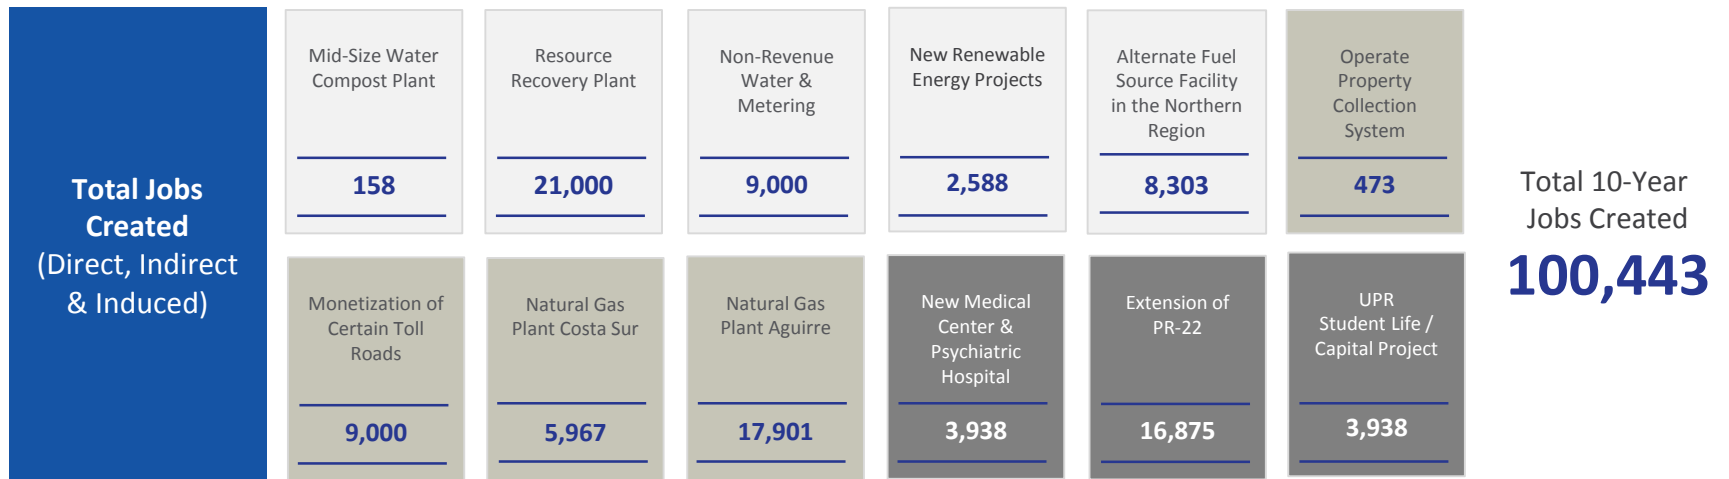 Total Jobs
Created
(Direct, Indirect
& Induced)
Mid-Size Water
Compost Plant
158
Resource
Recovery Plant
21,000
Non-Revenue
Water &
Metering
9,000
New Renewable
Energy Projects
2,588
Alternate Fuel
Source Facility
in the Northern
Region
8,303
Operate
Property
Collection
System
473
Monetization of
Certain Toll
Roads
9,000
Natural Gas
Plant Costa Sur
5,967
Natural Gas
Plant Aguirre
17,901
New Medical
Center &
Psychiatric
Hospital
3,938
Extension of
PR-22
16,875
UPR
Student Life /
Capital Project
3,938
Total 10-Year
Jobs Created
100,443